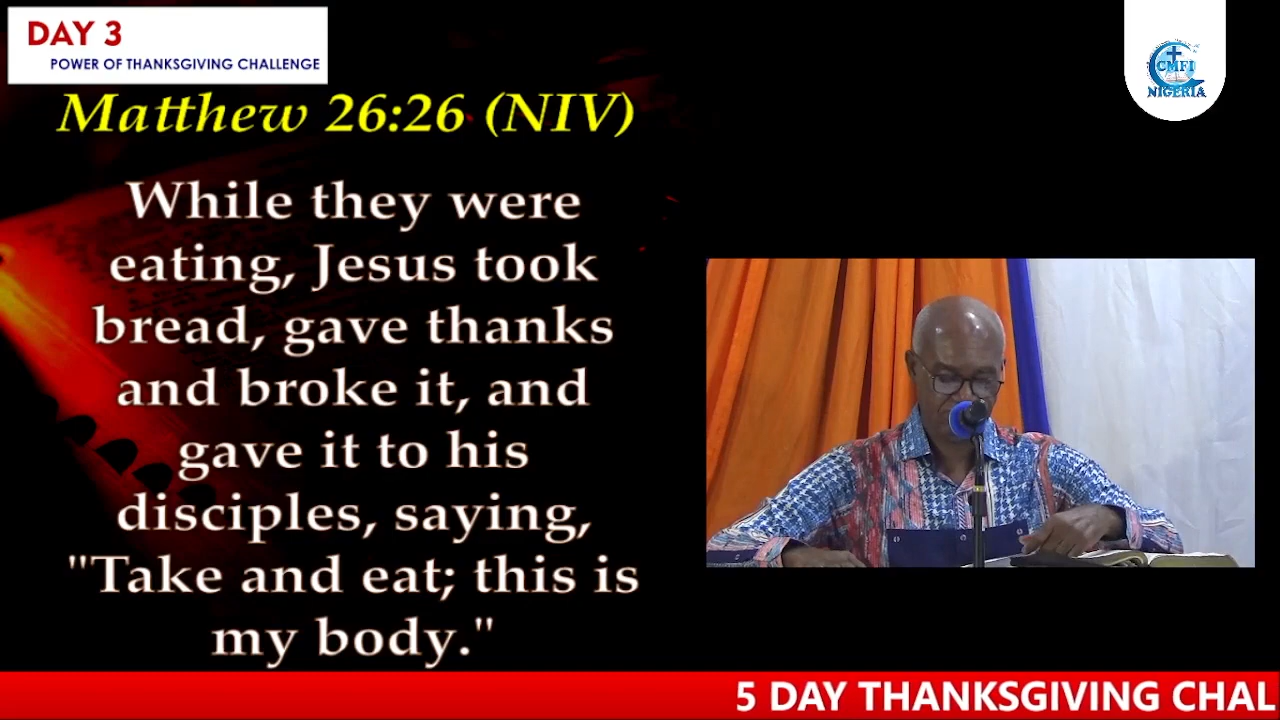 DAY 3
POWER OF THANKSGIVING CHALLENGE
CMFI
NIGERIA
Matthew 26:26 (NIV)
While they were
eating, Jesus took
bread, gave thanks
and broke it, and
gave it to his
disciples, saying,
"Take and eat; this is
my body."
5 DAY THANKSGIVING CHAL